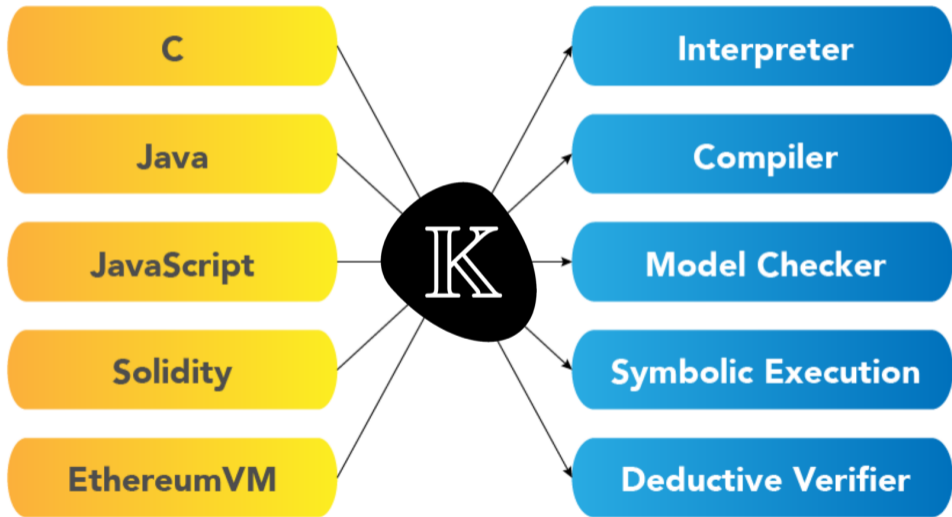 C
Java
JavaScript
Solidity
EthereumVM
𝕂
Interpreter
Compiler
Model Checker
Symbolic Execution
Deductive Verifier